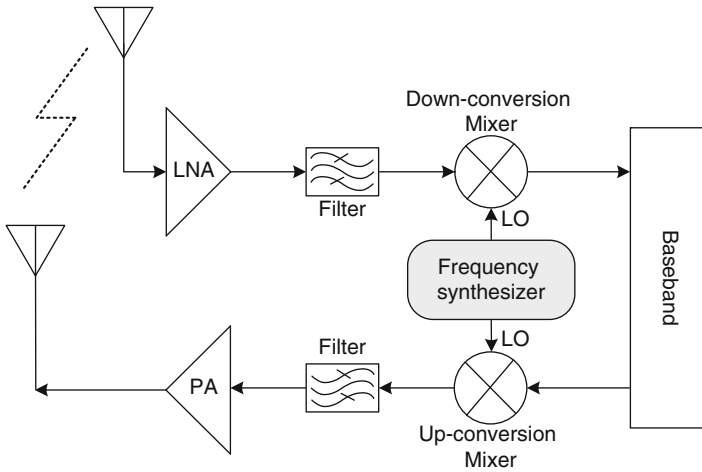 Down-conversion
Mixer
LNA
Filter
LO
Frequency
synthesizer
Baseband
LO
Filter
PA
Up-conversion
Mixer